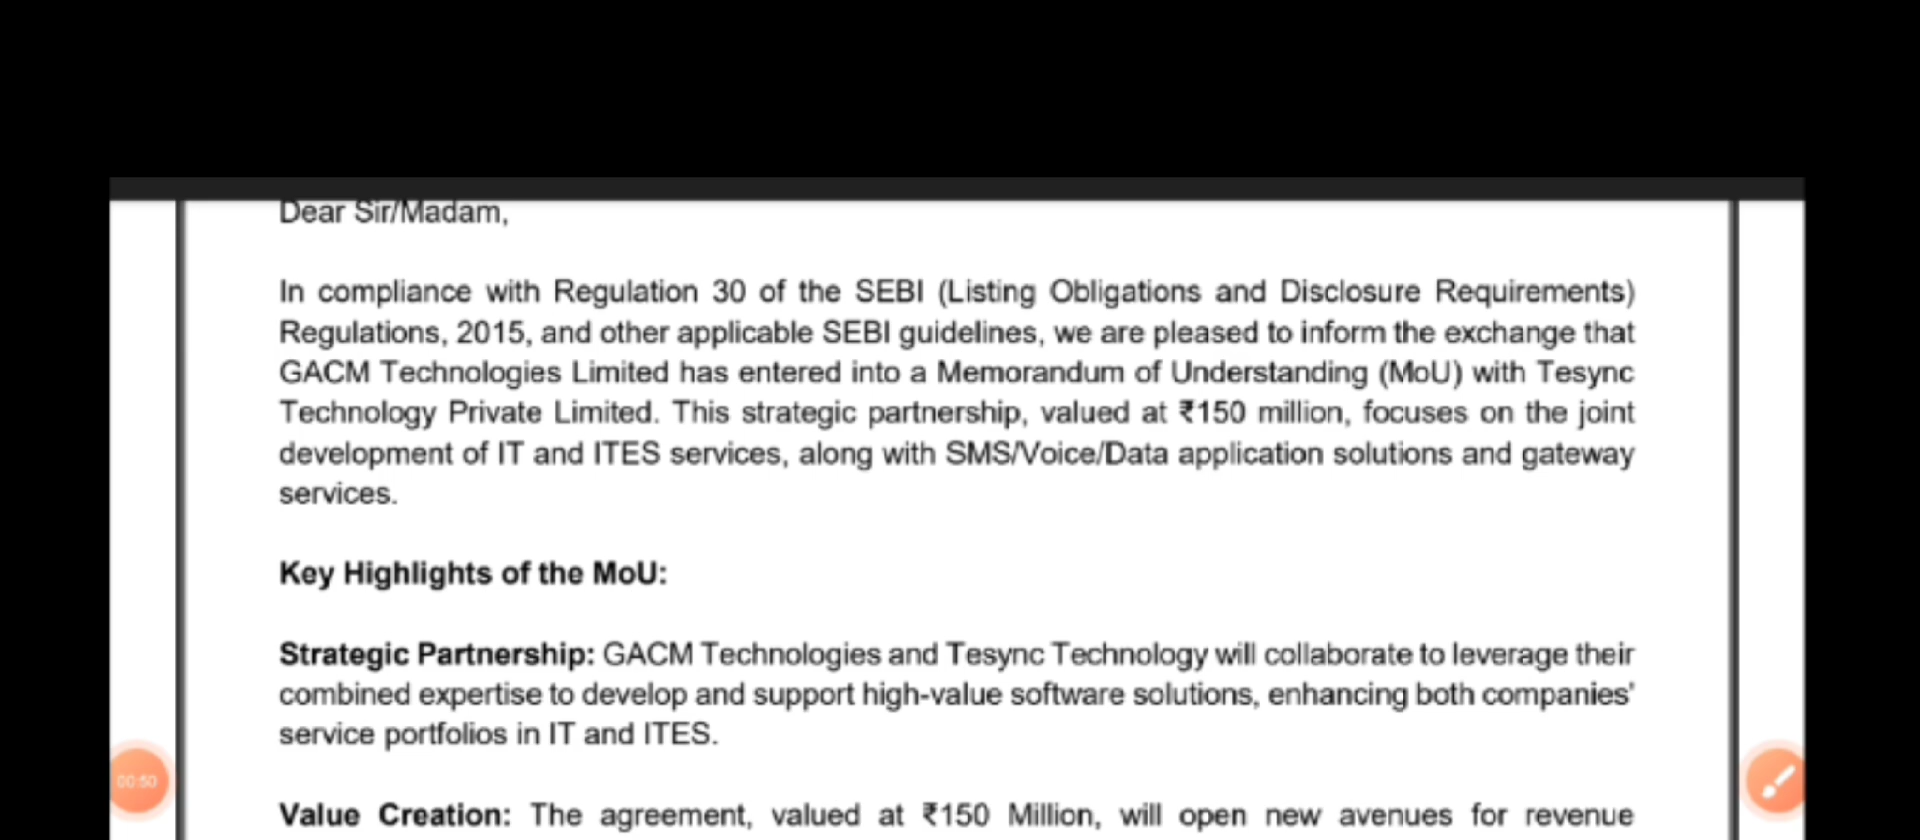 Dear Sir/Madam,
In compliance with Regulation 30 of the SEBI (Listing Obligations and Disclosure Requirements)
Regulations, 2015, and other applicable SEBI guidelines, we are pleased to inform the exchange that
GACM Technologies Limited has entered into a Memorandum of Understanding (MoU) with Tesync
Technology Private Limited. This strategic partnership, valued at ₹150 million, focuses on the joint
development of IT and ITES services, along with SMS/Voice/Data application solutions and gateway
services.
Key Highlights of the MoU:
Strategic Partnership: GACM Technologies and Tesync Technology will collaborate to leverage their
combined expertise to develop and support high-value software solutions, enhancing both companies'
service portfolios in IT and ITES.
00:50
Value Creation: The agreement, valued at ₹150 Million, will open new avenues for revenue